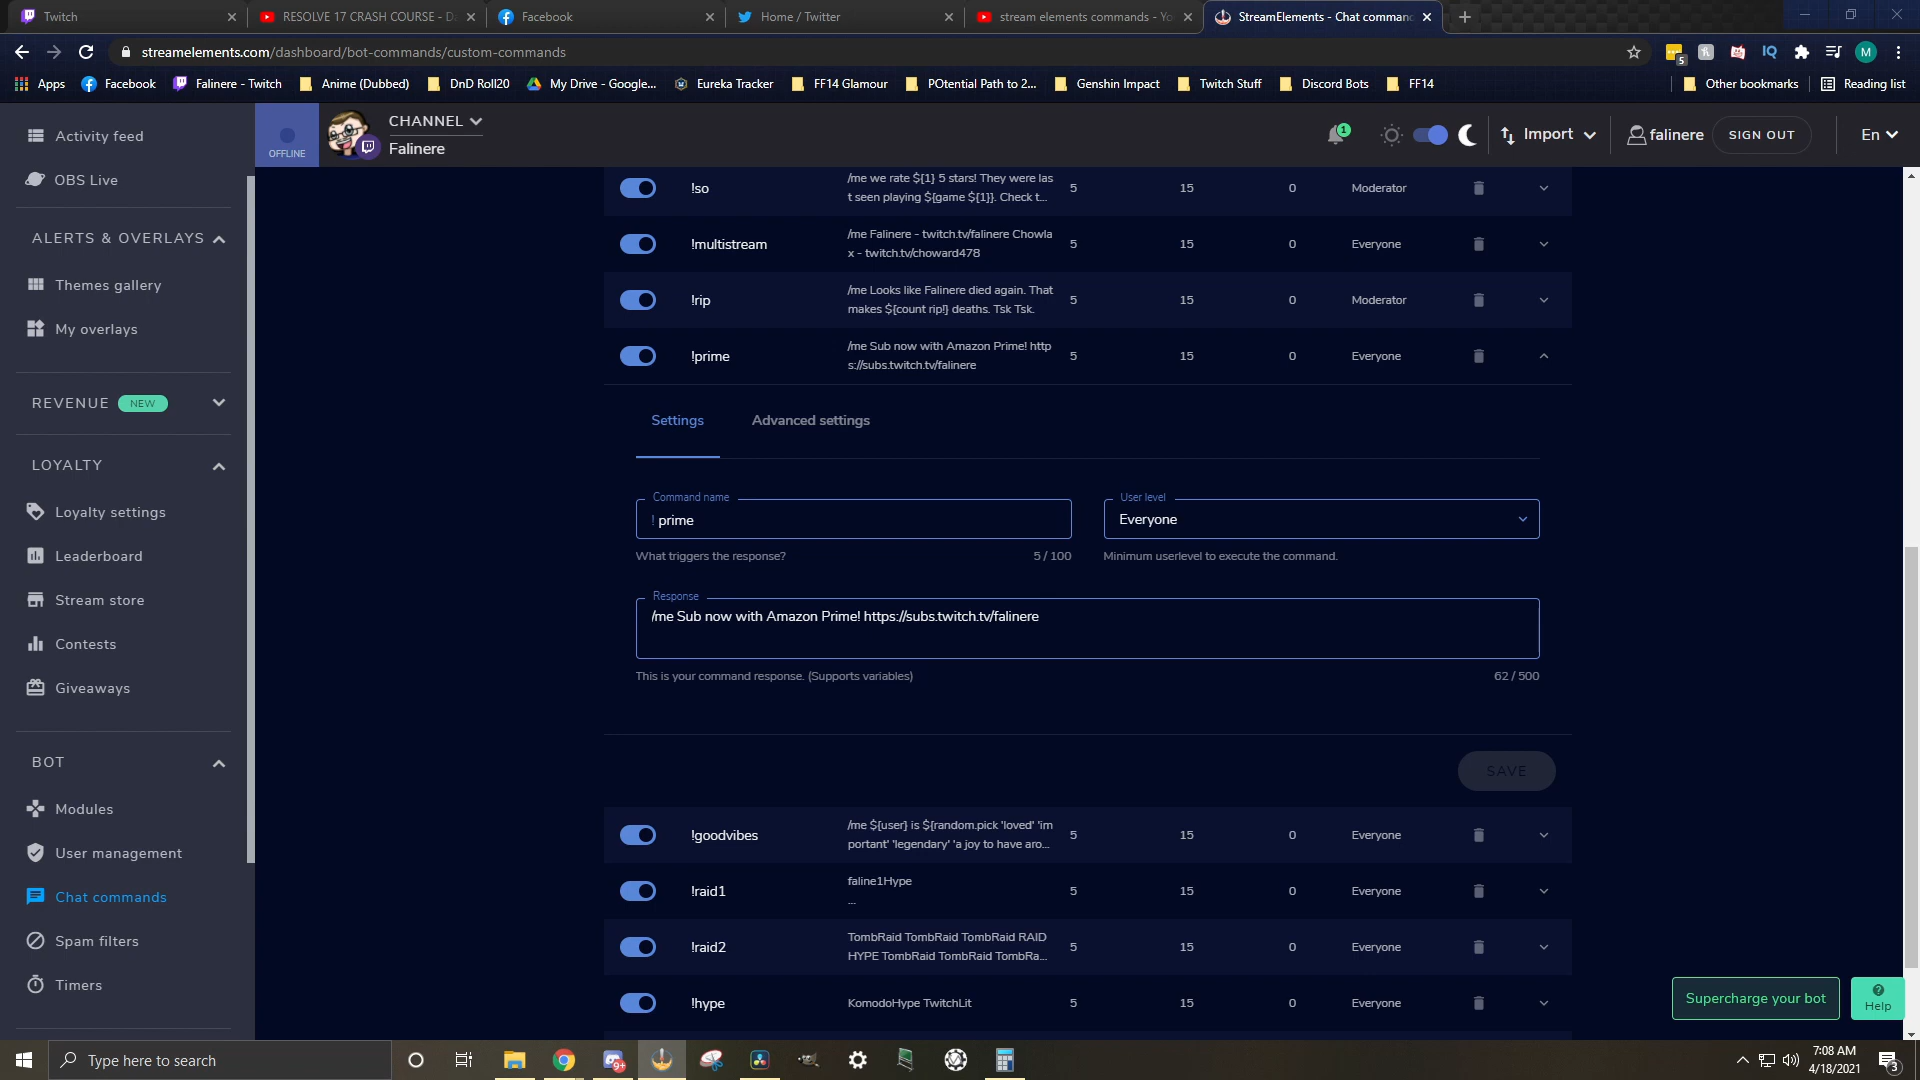 Twitch
RESOLVE 17 CRASH COURSE - Da
Facebook
Home / Twitter
stream elements commands - Yo
StreamElements - Chat comman
streamelements.com/dashboard/bot-commands/custom-commands
5
IQ
M
Apps
Facebook
Falinere - Twitch
Anime (Dubbed)
DnD Roll20
My Drive - Google...
Eureka Tracker
FF14 Glamour
POtential Path to 2...
Genshin Impact
Twitch Stuff
Discord Bots
FF14
Other bookmarks
Reading list
Activity feed
OBS Live
ALERTS & OVERLAYS
Themes gallery
My overlays
REVENUE NEW
LOYALTY
Loyalty settings
Leaderboard
Stream store
Contests
Giveaways
BOT
Modules
User management
Chat commands
Spam filters
Timers
OFFLINE
CHANNEL
Falinere
1
Import
falinere
SIGN OUT
En
!so
/me we rate $[1} 5 stars! They were las
t seen playing ${game $[1]}. Check t...
5 15 0 Moderator
!multistream
/me Falinere - twitch.tv/falinere Chowla
x - twitch.tv/choward478
5 15 0 Everyone
!rip
/me Looks like Falinere died again. That
makes ${count rip!} deaths. Tsk Tsk.
5 15 0 Moderator
!prime
/me Sub now with Amazon Prime! http
s://subs.twitch.tv/falinere
5 15 0 Everyone
Settings
Advanced settings
Command name
! prime
What triggers the response?
5 / 100
User level
Everyone
Minimum userlevel to execute the command.
Response
/me Sub now with Amazon Prime! https://subs.twitch.tv/falinere
This is your command response. (Supports variables)
62 / 500
SAVE
!goodvibes
/me ${user} is ${random.pick 'loved' 'im
portant' 'legendary' 'a joy to have aro...
5 15 0 Everyone
!raid1
faline1Hype
...
5 15 0 Everyone
!raid2
TombRaid TombRaid TombRaid RAID
HYPE TombRaid TombRaid TombRa...
5 15 0 Everyone
!hype
KomodoHype TwitchLit
5 15 0 Everyone
Supercharge your bot
Help
Type here to search
9+
7:08 AM
4/18/2021
3